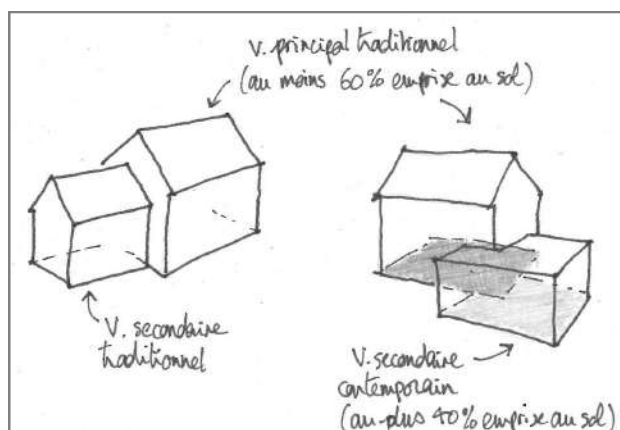 v. principal traditionnel
(au moins 60% emprise au sol)
v. secondaire
traditionnel
v. secondaire
contemporain
(au-plus 40% emprise au sol)